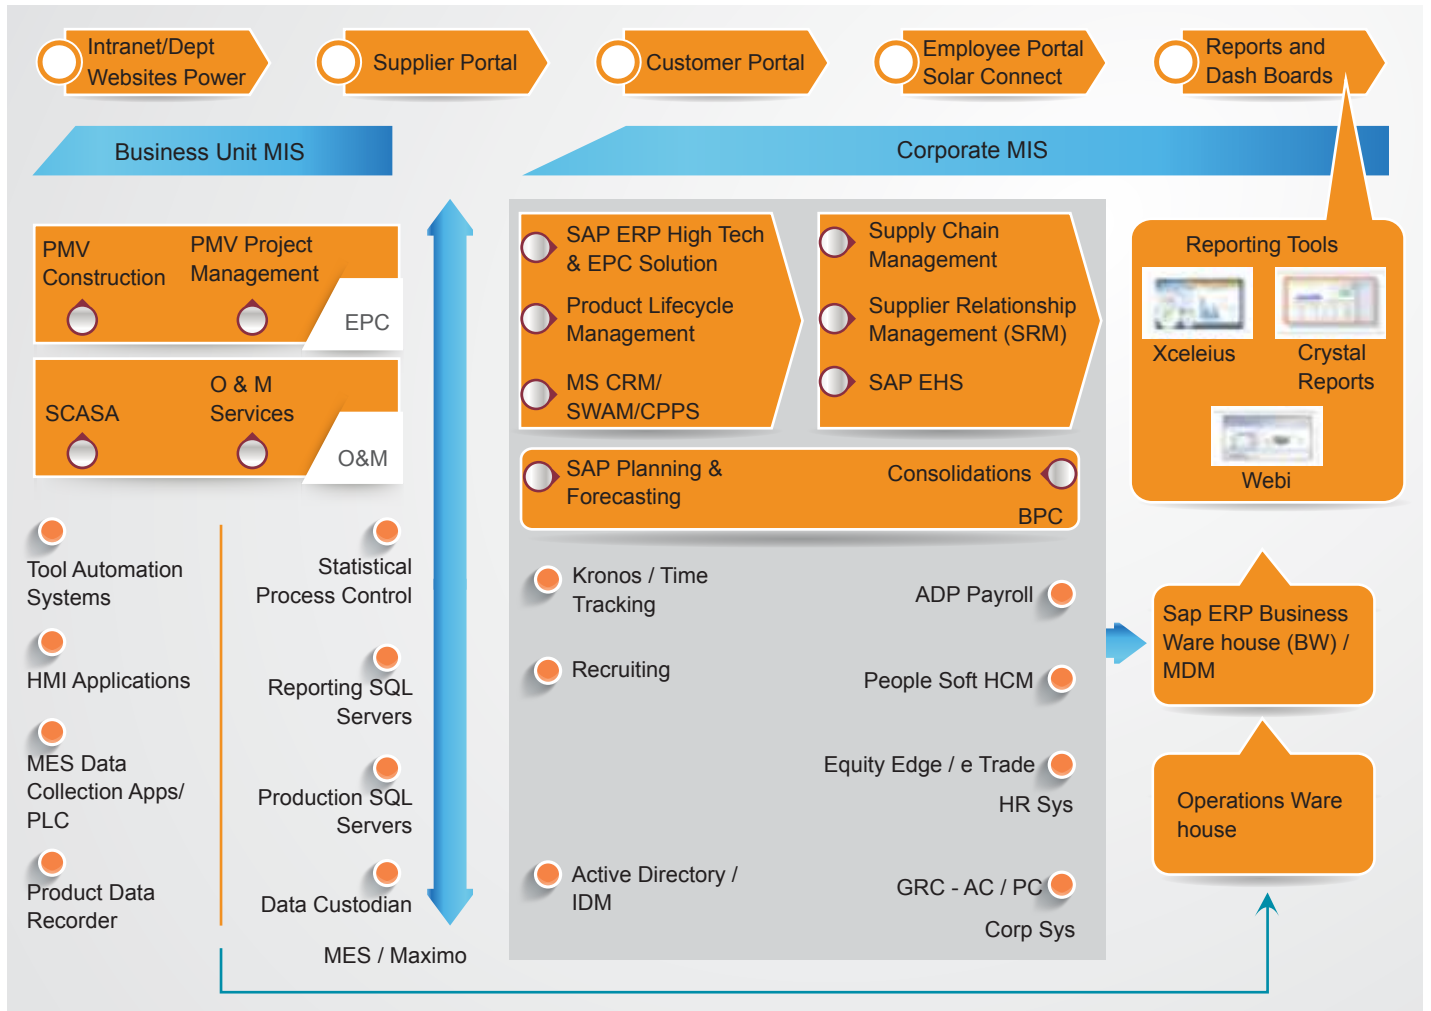 Intranet/Dept
Websites Power
Supplier Portal
Customer Portal
Employee Portal
Solar Connect
Reports and
Dash Boards
Business Unit MIS
Corporate MIS
PMV
Construction
PMV Project
Management
EPC
SCASA
O & M
Services
O&M
Tool Automation
Systems
HMI Applications
MES Data
Collection Apps/
PLC
Product Data
Recorder
Statistical
Process Control
Reporting SQL
Servers
Production SQL
Servers
Data Custodian
MES / Maximo
SAP ERP High Tech
& EPC Solution
Product Lifecycle
Management
MS CRM/
SWAM/CPPS
Supply Chain
Management
Supplier Relationship
Management (SRM)
SAP EHS
SAP Planning &
Forecasting
Consolidations
BPC
Kronos / Time
Tracking
Recruiting
Active Directory /
IDM
ADP Payroll
People Soft HCM
Equity Edge / e Trade
HR Sys
GRC - AC / PC
Corp Sys
Reporting Tools
Xceleius
Crystal
Reports
Webi
Sap ERP Business
Ware house (BW) /
MDM
Operations Ware
house